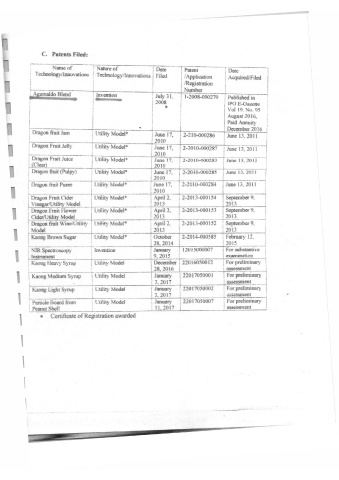 C. Patents Filed:
Name of Technology/Innovations | Nature of Technology/Innovations | Date Filed | Patent /Application /Registration Number | Date Acquired/Filed
Aguinaldo Blend | Invention | July 31, 2008 * | 1-2008-000279 | Published in IPO E-Gazette Vol 19, No. 95 August 2016, Paid Annuity December 2016
Dragon fruit Jam | Utility Model* | June 17, 2010 | 2-210-000286 | June 13, 2011
Dragon Fruit Jelly | Utility Model* | June 17, 2010 | 2-2010-000287 | June 13, 2011
Dragon Fruit Juice (Clear) | Utility Model* | June 17, 2010 | 2-2010-000283 | June 13, 2011
Dragon fruit (Pulpy) | Utility Model* | June 17, 2010 | 2-2010-000285 | June 13, 2011
Dragon fruit Puree | Utility Model* | June 17, 2010 | 2-2010-000284 | June 13, 2011
Dragon Fruit Cider Vinegar/Utility Model | Utility Model* | April 2, 2013 | 2-2013-000154 | September 9, 2013
Dragon Fruit Flower Cider/Utility Model | Utility Model* | April 2, 2013 | 2-2013-000153 | September 9, 2013
Dragon fruit Wine/Utility Model | Utility Model* | April 2, 2013 | 2-2013-000152 | September 9, 2013
Kaong Brown Sugar | Utility Model* | October 28, 2014 | 2-2014-000585 | February 12, 2015
NIR Spectroscopy Instrument | Invention | January 9, 2015 | 12015000007 | For substantive examination
Kaong Heavy Syrup | Utility Model | December 28, 2016 | 22016050012 | For preliminary assessment
Kaong Medium Syrup | Utility Model | January 3, 2017 | 22017050001 | For preliminary assessment
Kaong Light Syrup | Utility Model | January 3, 2017 | 22017050002 | For preliminary assessment
Particle Board from Peanut Shell | Utility Model | January 11, 2017 | 22017050007 | For preliminary assessment
* Certificate of Registration awarded